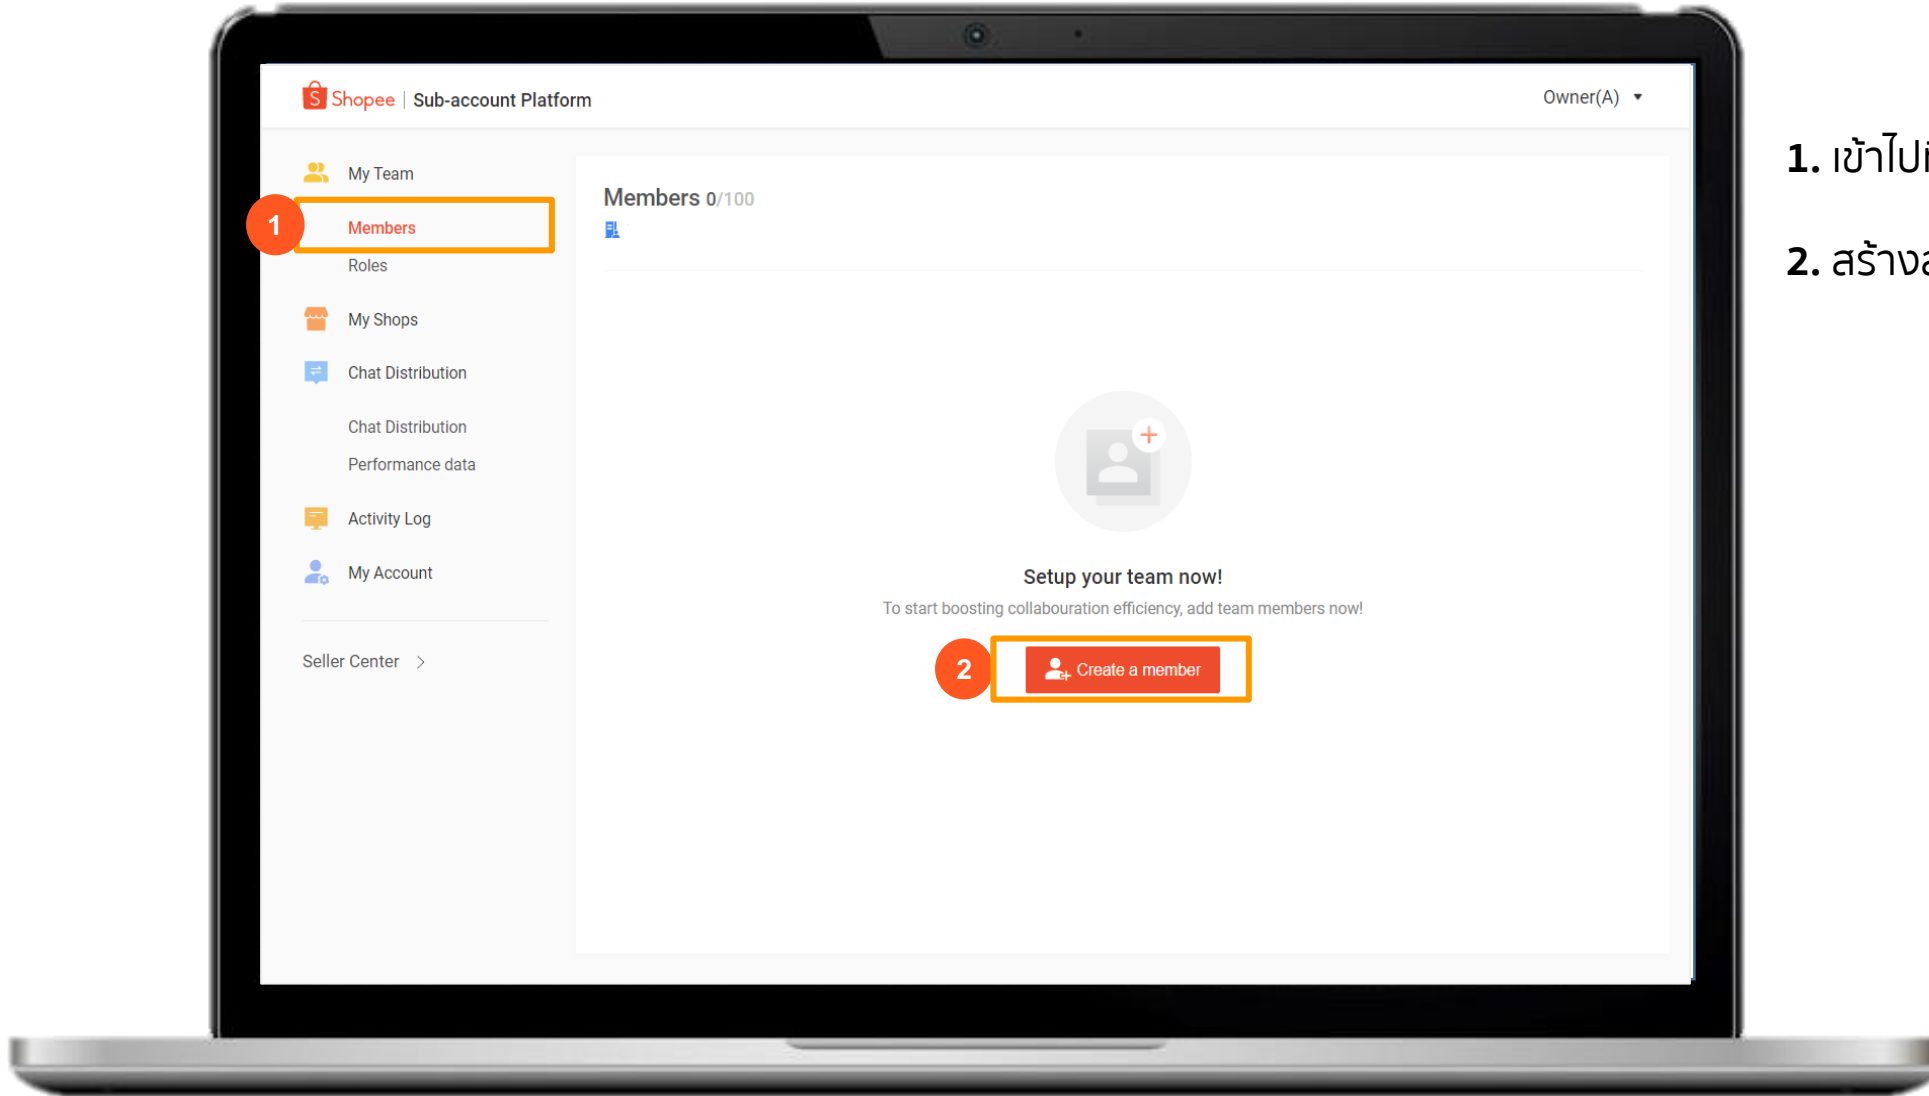 Shopee | Sub-account Platform
Owner(A)
My Team
1
Members
Roles
My Shops
Chat Distribution
Chat Distribution
Performance data
Activity Log
My Account
Seller Center
Members 0/100
Setup your team now!
To start boosting collabouration efficiency, add team members now!
2
Create a member
1. เข้าไป
2. สร้าง